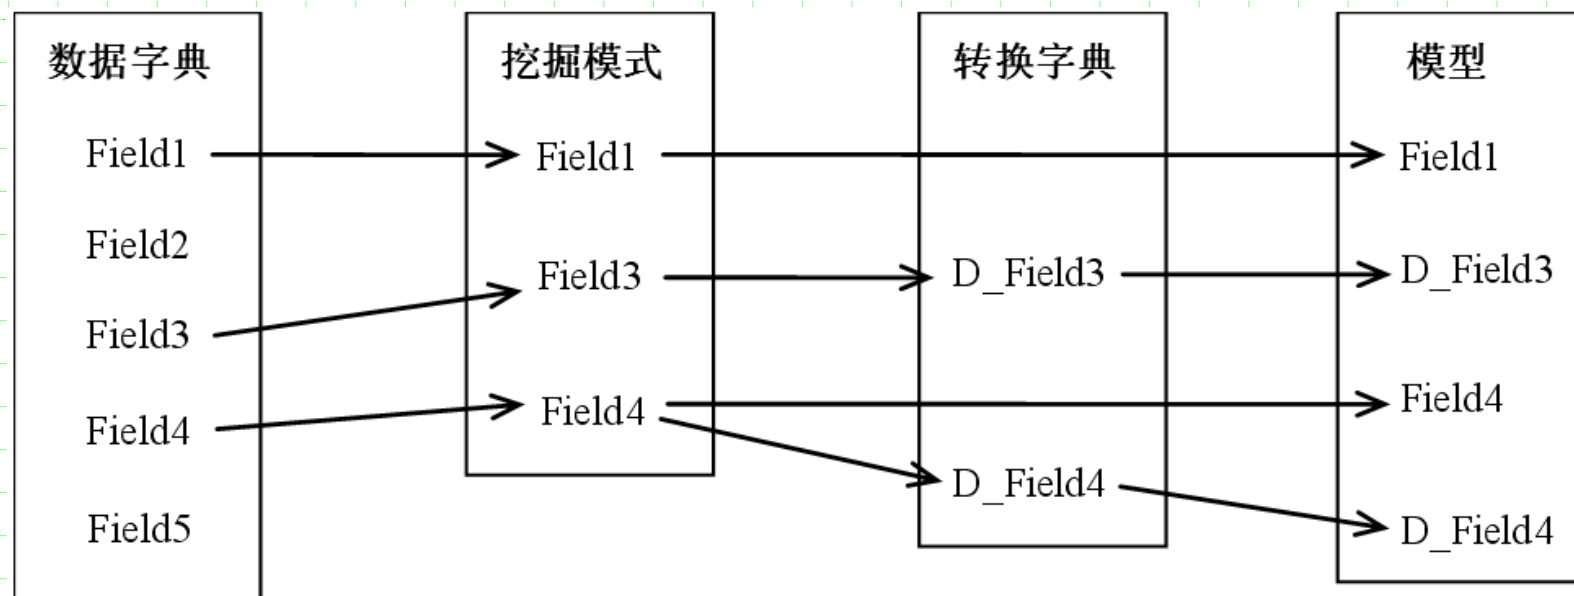 数据字典
Field1
Field2
Field3
Field4
Field5
挖掘模式
Field1
Field3
Field4
转换字典
D_Field3
D_Field4
模型
Field1
D_Field3
Field4
D_Field4